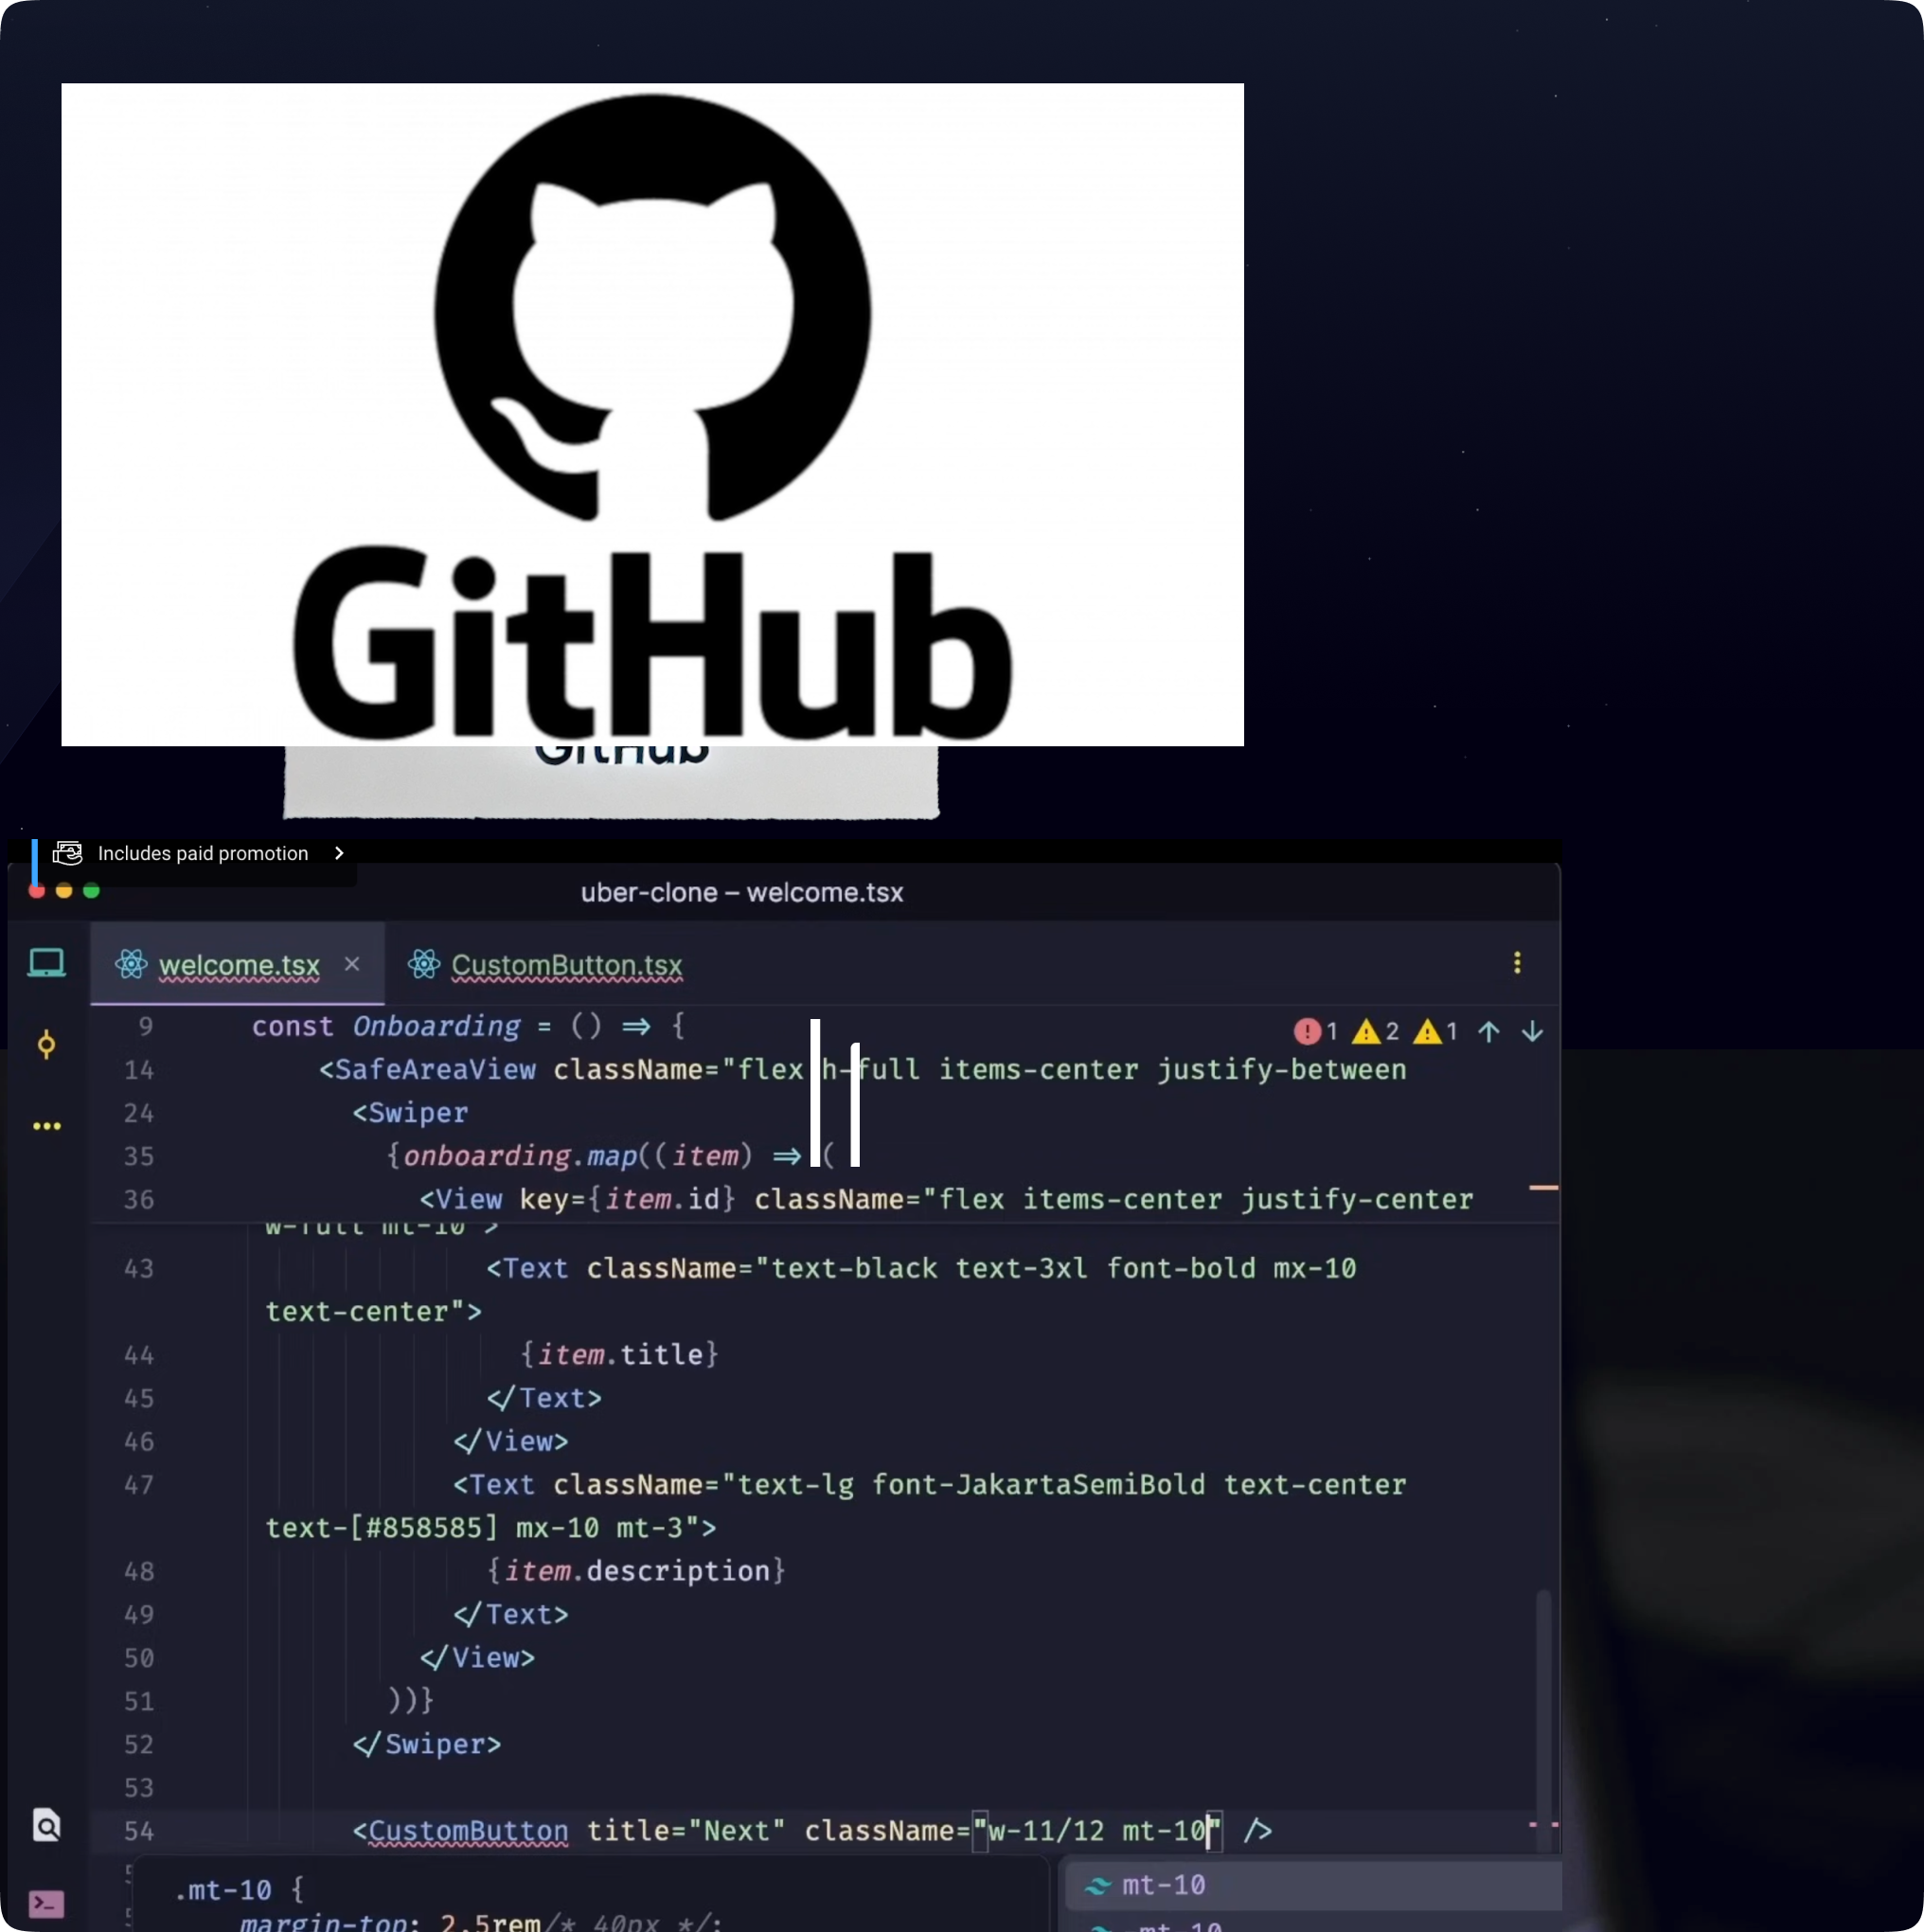 GitHub
GitHub
Includes paid promotion
uber-clone – welcome.tsx
welcome.tsx
CustomButton.tsx
9 const Onboarding = () => {
1 2 1
14 <SafeAreaView className="flex h-full items-center justify-between
24 <Swiper
35 {onboarding.map((item) => (
36 <View key={item.id} className="flex items-center justify-center
w-full mt-10">
43 <Text className="text-black text-3xl font-bold mx-10
text-center">
44 {item.title}
45 </Text>
46 </View>
47 <Text className="text-lg font-JakartaSemiBold text-center
text-[#858585] mx-10 mt-3">
48 {item.description}
49 </Text>
50 </View>
51 ))}
52 </Swiper>
53
54 <CustomButton title="Next" className="w-11/12 mt-10" />
.mt-10 {
margin-top: 2.5rem/* 40px */;
mt-10
-mt-10